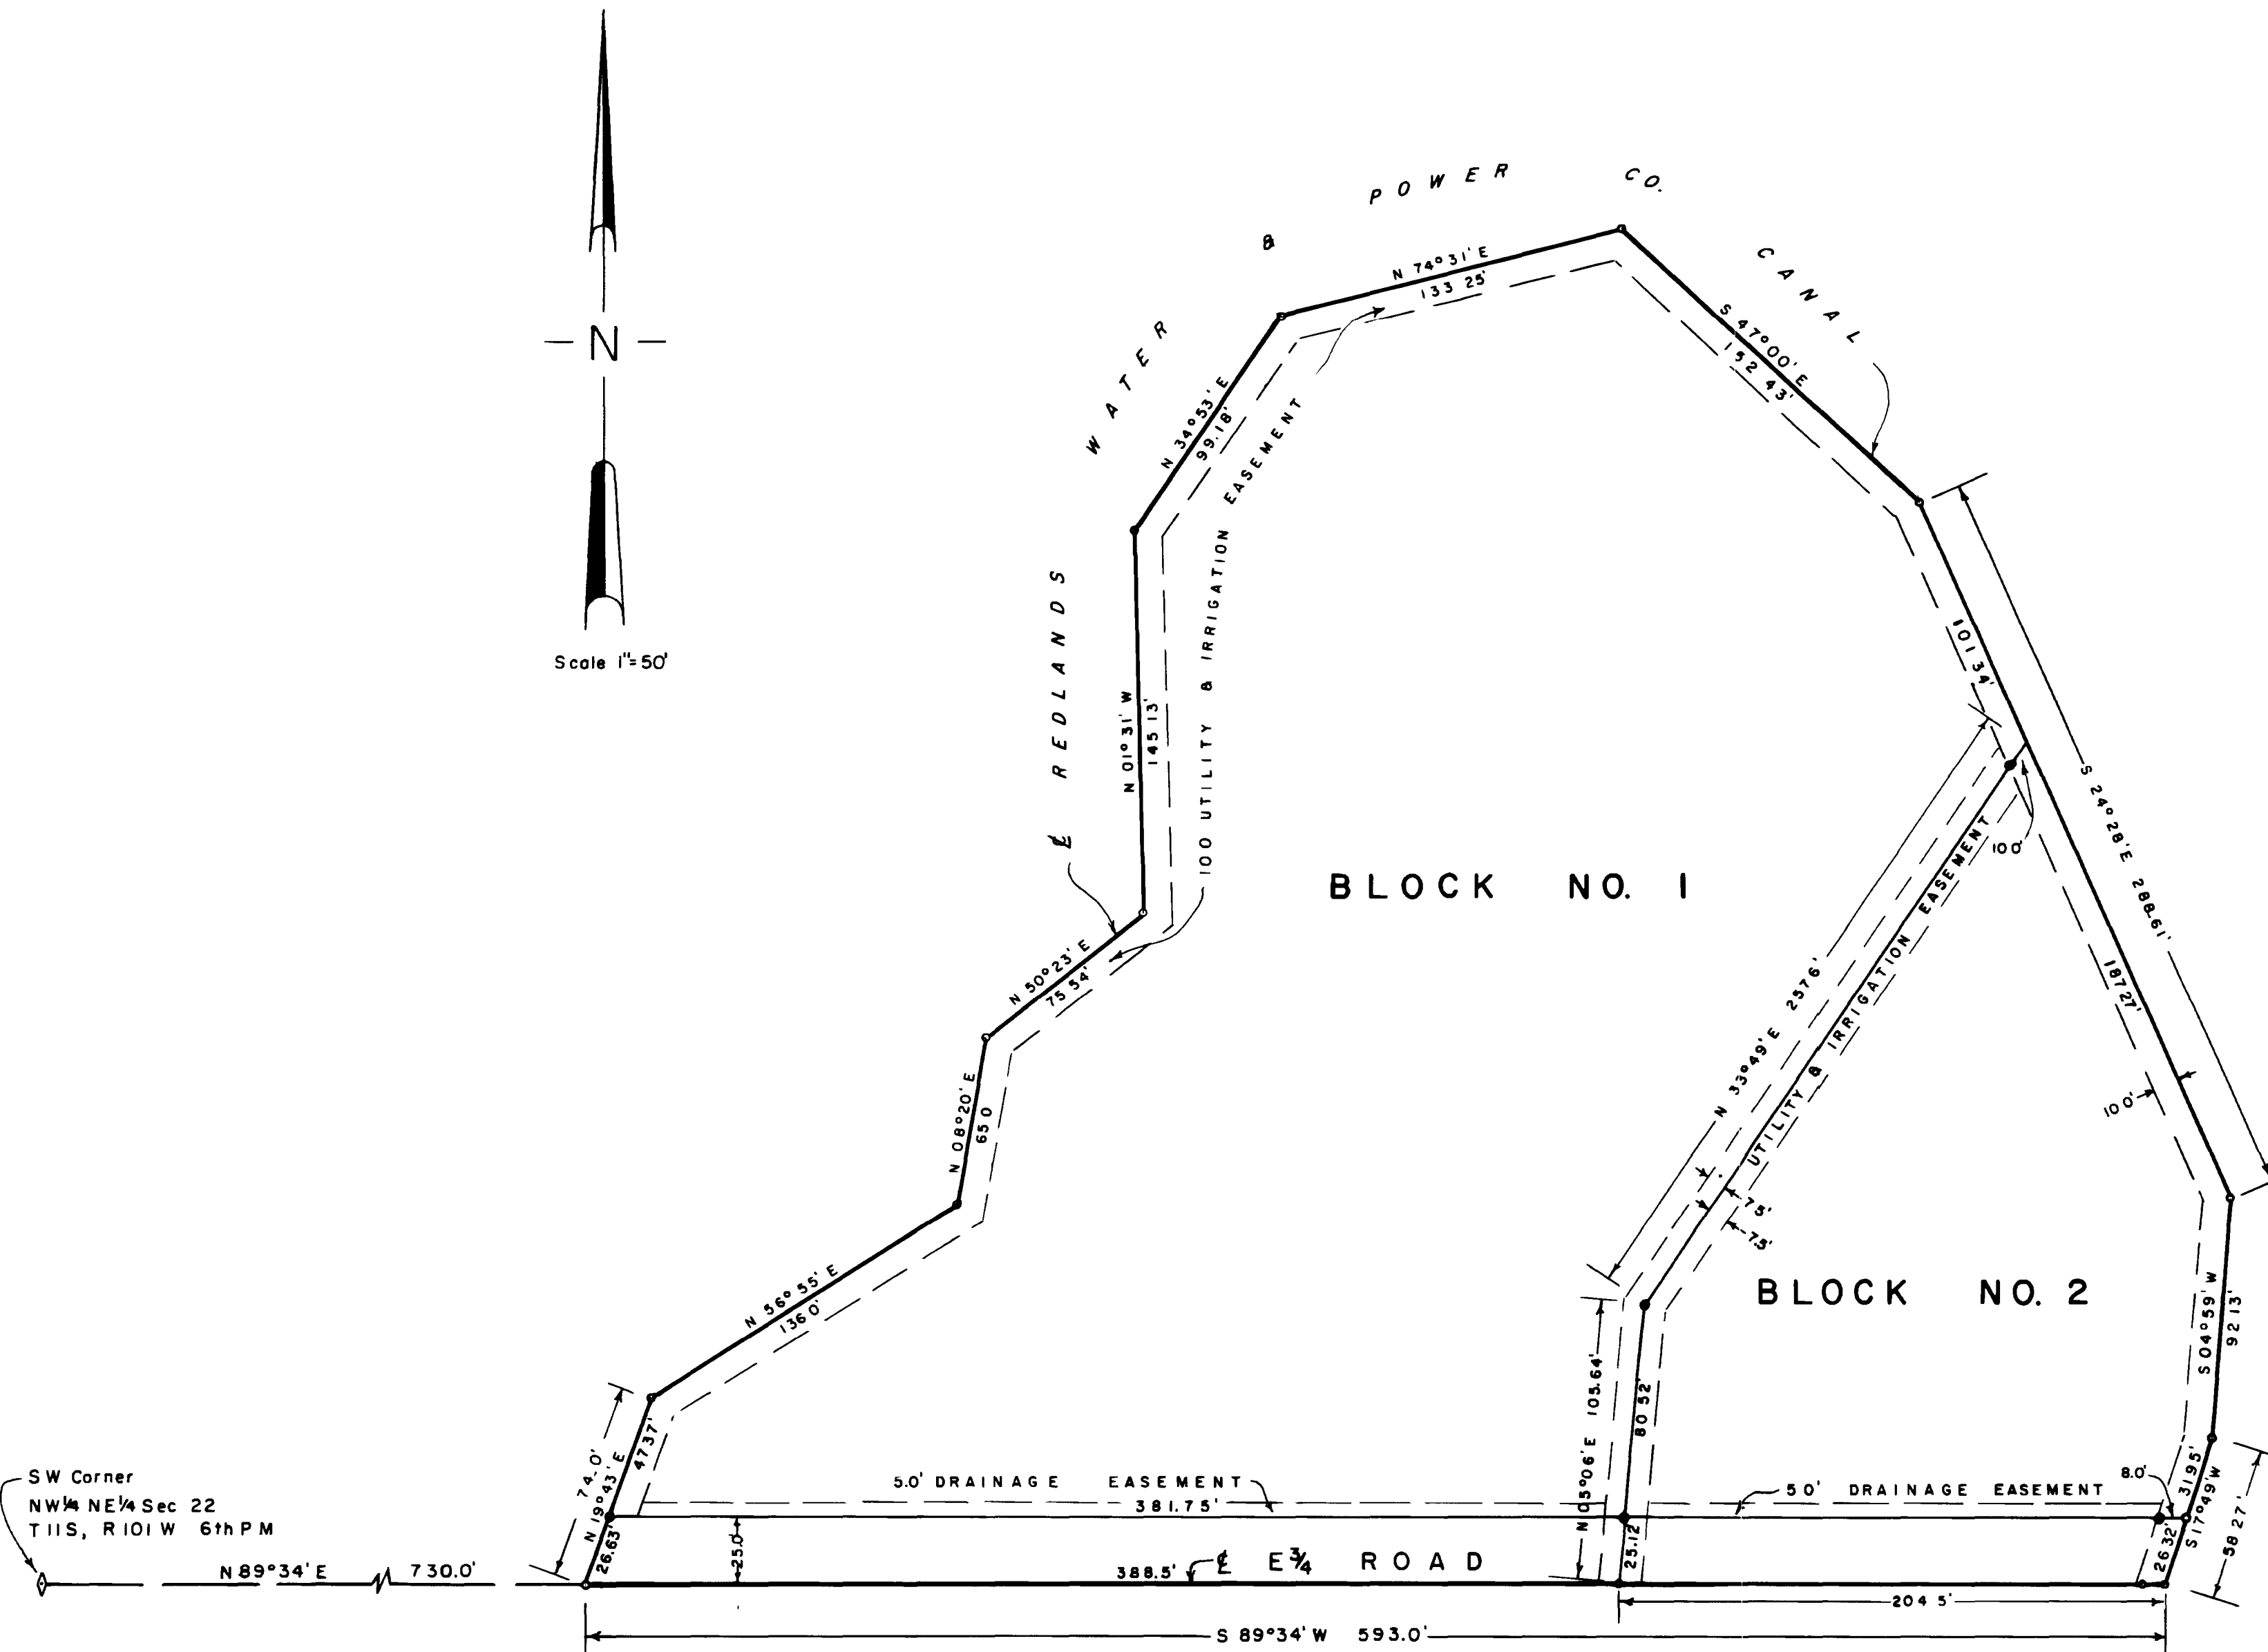 POWER CO.
&
CANAL
WATER
REDLANDS
N 74°31' E
133 25'
S 47°00' E
152 43'
N 34°53' E
99.18'
100 UTILITY & IRRIGATION EASEMENT
N
Scale 1"=50'
N 01°31' W
145 13'
101 34'
S 24°28' E 288.61'
187 27'
10 0'
10 0'
BLOCK NO. 1
N 50°23' E
75 54'
N 33°49' E 257 6'
UTILITY & IRRIGATION EASEMENT
7 5'
7.5'
N 08°20' E
65 0
N 56°55' E
136 0'
BLOCK NO. 2
S 04°59' W
92 13'
N 05°06' E 105.64'
80 52'
74.0'
N 19°43' E
47 37'
26.63'
5.0' DRAINAGE EASEMENT
381.75'
5 0' DRAINAGE EASEMENT
8.0'
31 95'
S 17°49' W
58 27'
26 32'
25.12'
25.0'
SW Corner
NW¼ NE¼ Sec 22
T11S, R101W 6th PM
N 89°34' E 730.0'
388.5'
℄ E¾ ROAD
204 5'
S 89°34' W 593.0'
℄